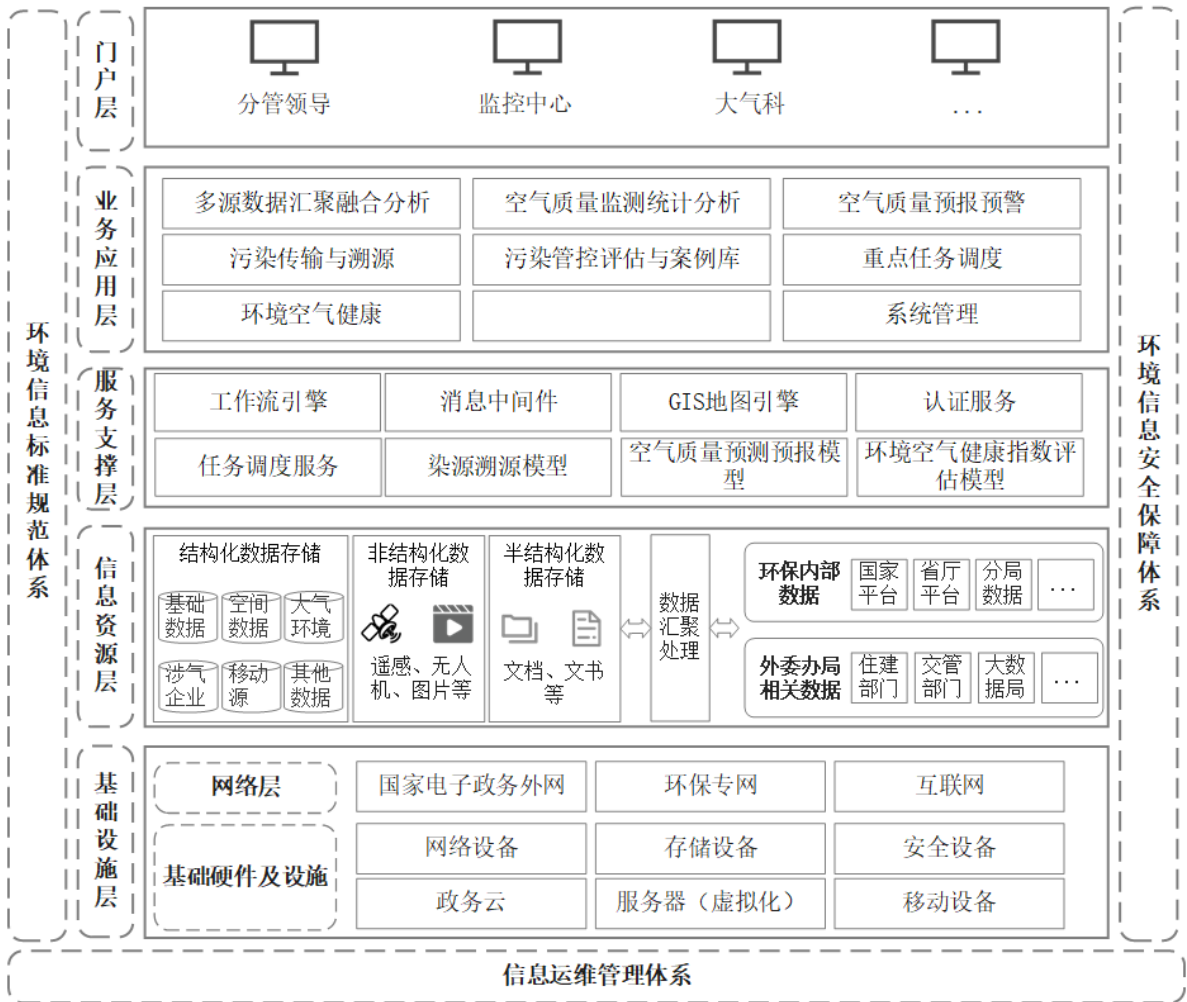 门户层
分管领导
监控中心
大气科
...
业务应用层
多源数据汇聚融合分析
空气质量监测统计分析
空气质量预报预警
污染传输与溯源
污染管控评估与案例库
重点任务调度
环境空气健康
系统管理
服务支撑层
工作流引擎
消息中间件
GIS地图引擎
认证服务
任务调度服务
染源溯源模型
空气质量预测预报模
型
环境空气健康指数评
估模型
信息资源层
结构化数据存储
基础
数据
空间
数据
大气
环境
涉气
企业
移动
源
其他
数据
非结构化数
据存储
遥感、无人
机、图片等
半结构化数
据存储
文档、文书
等
数据
汇聚
处理
环保内部
数据
国家
平台
省厅
平台
分局
数据
...
外委办局
相关数据
住建
部门
交管
部门
大数
据局
...
基础设施层
网络层
国家电子政务外网
环保专网
互联网
基础硬件及设施
网络设备
存储设备
安全设备
政务云
服务器（虚拟化）
移动设备
环境信息标准规范体系
环境信息安全保障体系
信息运维管理体系